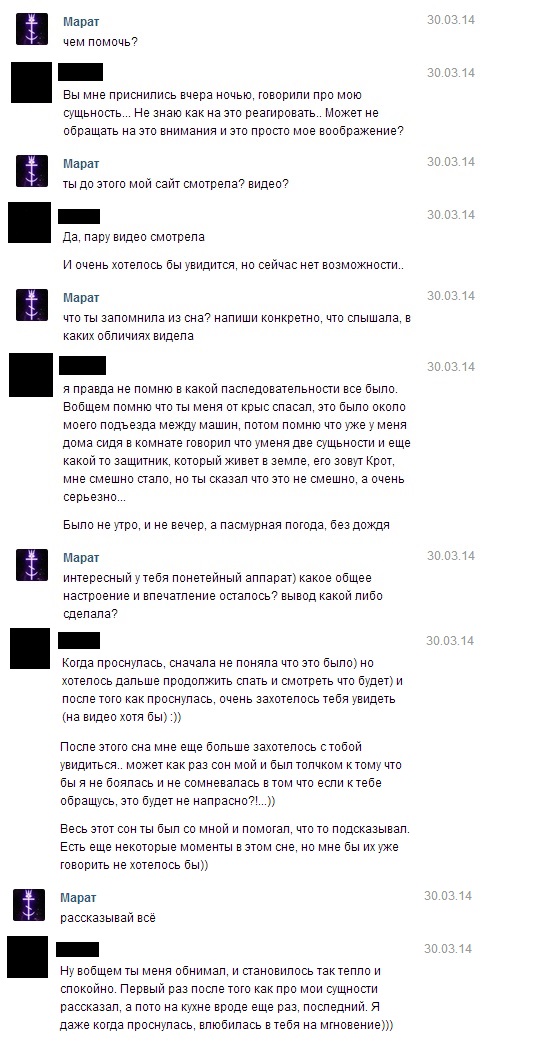 Марат
30.03.14
чем помочь?
30.03.14
Вы мне приснились вчера ночью, говорили про мою
сущьность... Не знаю как на это реагировать.. Может не
обращать на это внимания и это просто мое воображение?
Марат
30.03.14
ты до этого мой сайт смотрела? видео?
30.03.14
Да, пару видео смотрела
И очень хотелось бы увидится, но сейчас нет возможности..
Марат
30.03.14
что ты запомнила из сна? напиши конкретно, что слышала, в
каких обличиях видела
30.03.14
я правда не помню в какой паследовательности все было.
Вобщем помню что ты меня от крыс спасал, это было около
моего подъезда между машин, потом помню что уже у меня
дома сидя в комнате говорил что уменя две сущьности и еще
какой то защитник, который живет в земле, его зовут Крот,
мне смешно стало, но ты сказал что это не смешно, а очень
серьезно...
Было не утро, и не вечер, а пасмурная погода, без дождя
Марат
30.03.14
интересный у тебя понетейный аппарат) какое общее
настроение и впечатление осталось? вывод какой либо
сделала?
30.03.14
Когда проснулась, сначала не поняла что это было) но
хотелось дальше продолжить спать и смотреть что будет) и
после того как проснулась, очень захотелось тебя увидеть
(на видео хотя бы) :))
После этого сна мне еще больше захотелось с тобой
увидиться.. может как раз сон мой и был толчком к тому что
бы я не боялась и не сомневалась в том что если к тебе
обращусь, это будет не напрасно?!...))
Весь этот сон ты был со мной и помогал, что то подсказывал.
Есть еще некоторые моменты в этом сне, но мне бы их уже
говорить не хотелось бы))
Марат
30.03.14
рассказывай всё
30.03.14
Ну вобщем ты меня обнимал, и становилось так тепло и
спокойно. Первый раз после того как про мои сущности
рассказал, а пото на кухне вроде еще раз, последний. Я
даже когда проснулась, влюбилась в тебя на мгновение)))